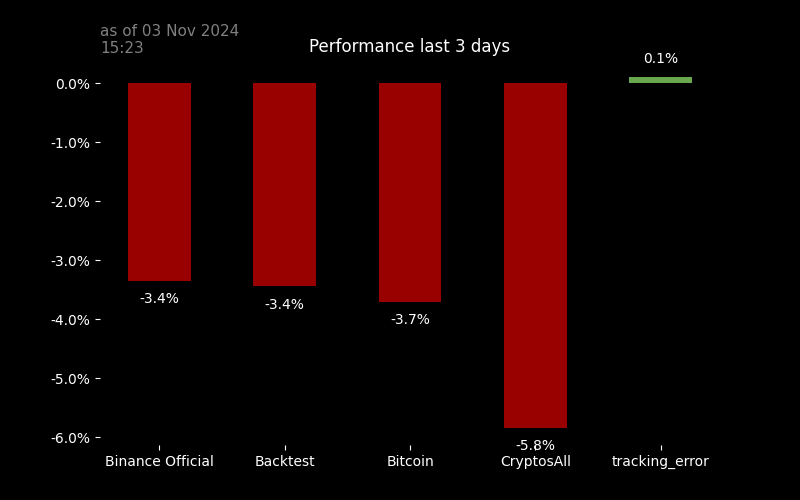 as of 03 Nov 2024
15:23
Performance last 3 days
0.1%
0.0%
-1.0%
-2.0%
-3.0%
-4.0%
-5.0%
-6.0%
-3.4%
-3.4%
-3.7%
-5.8%
Binance Official
Backtest
Bitcoin
CryptosAll
tracking_error